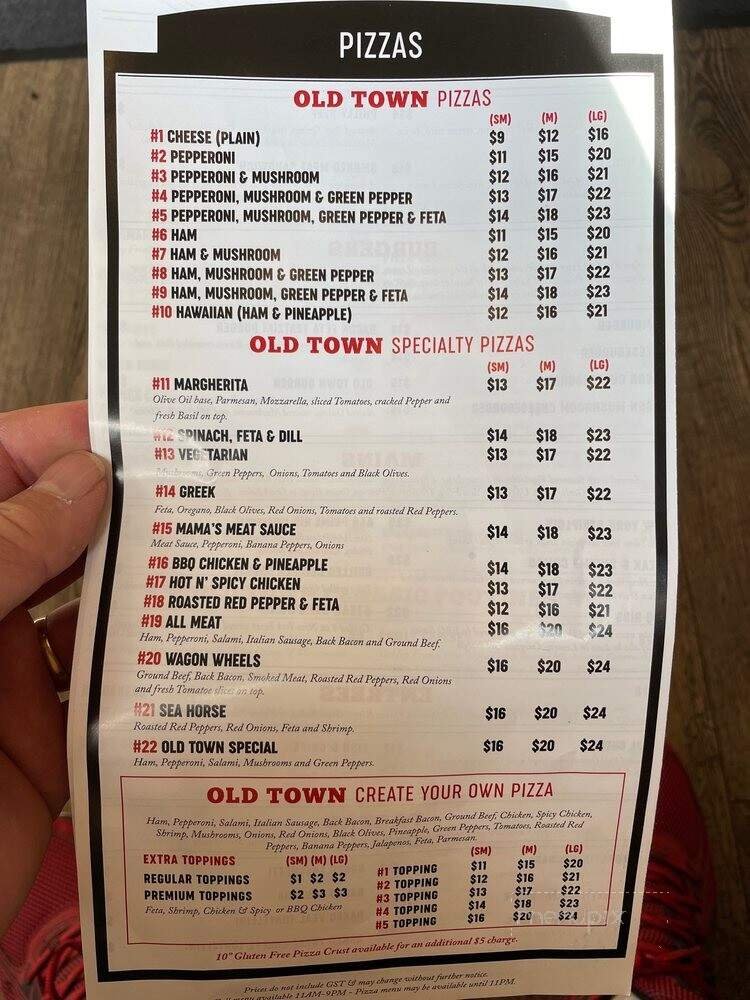 PIZZAS
OLD TOWN PIZZAS
(SM) (M) (LG)
#1 CHEESE (PLAIN) $9 $12 $16
#2 PEPPERONI $11 $15 $20
#3 PEPPERONI & MUSHROOM $12 $16 $21
#4 PEPPERONI, MUSHROOM & GREEN PEPPER $13 $17 $22
#5 PEPPERONI, MUSHROOM, GREEN PEPPER & FETA $14 $18 $23
#6 HAM $11 $15 $20
#7 HAM & MUSHROOM $12 $16 $21
#8 HAM, MUSHROOM & GREEN PEPPER $13 $17 $22
#9 HAM, MUSHROOM, GREEN PEPPER & FETA $14 $18 $23
#10 HAWAIIAN (HAM & PINEAPPLE) $12 $16 $21
OLD TOWN SPECIALTY PIZZAS
(SM) (M) (LG)
#11 MARGHERITA $13 $17 $22
Olive Oil base, Parmesan, Mozzarella, sliced Tomatoes, cracked Pepper and
fresh Basil on top.
#12 SPINACH, FETA & DILL $14 $18 $23
#13 VEGETARIAN $13 $17 $22
Mushrooms, Green Peppers, Onions, Tomatoes and Black Olives.
#14 GREEK $13 $17 $22
Feta, Oregano, Black Olives, Red Onions, Tomatoes and roasted Red Peppers.
#15 MAMA'S MEAT SAUCE $14 $18 $23
Meat Sauce, Pepperoni, Banana Peppers, Onions
#16 BBQ CHICKEN & PINEAPPLE $14 $18 $23
#17 HOT N' SPICY CHICKEN $13 $17 $22
#18 ROASTED RED PEPPER & FETA $12 $16 $21
#19 ALL MEAT $16 $20 $24
Ham, Pepperoni, Salami, Italian Sausage, Back Bacon and Ground Beef.
#20 WAGON WHEELS $16 $20 $24
Ground Beef, Back Bacon, Smoked Meat, Roasted Red Peppers, Red Onions
and fresh Tomatoe slices on top.
#21 SEA HORSE $16 $20 $24
Roasted Red Peppers, Red Onions, Feta and Shrimp.
#22 OLD TOWN SPECIAL $16 $20 $24
Ham, Pepperoni, Salami, Mushrooms and Green Peppers.
OLD TOWN CREATE YOUR OWN PIZZA
Ham, Pepperoni, Salami, Italian Sausage, Back Bacon, Breakfast Bacon, Ground Beef, Chicken, Spicy Chicken,
Shrimp, Mushrooms, Onions, Red Onions, Black Olives, Pineapple, Green Peppers, Tomatoes, Roasted Red
Peppers, Banana Peppers, Jalapenos, Feta, Parmesan
EXTRA TOPPINGS (SM) (M) (LG)
REGULAR TOPPINGS $1 $2 $2
PREMIUM TOPPINGS $2 $3 $3
Feta, Shrimp, Chicken & Spicy or BBQ Chicken
(SM) (M) (LG)
#1 TOPPING $11 $15 $20
#2 TOPPING $12 $16 $21
#3 TOPPING $13 $17 $22
#4 TOPPING $14 $18 $23
#5 TOPPING $16 $20 $24
10" Gluten Free Pizza Crust available for an additional $5 charge.
Prices do not include GST & may change without further notice.
menu available 11AM-9PM - Pizza menu may be available until 11PM.